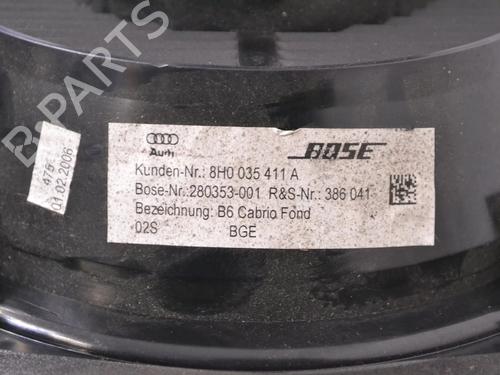 B-PARTS
475
01.02.2006
Audi
BOSE
Kunden-Nr.: 8H0 035 411 A
Bose-Nr.:280353-001 R&S-Nr.: 386 041
Bezeichnung: B6 Cabrio Fond
02S BGE